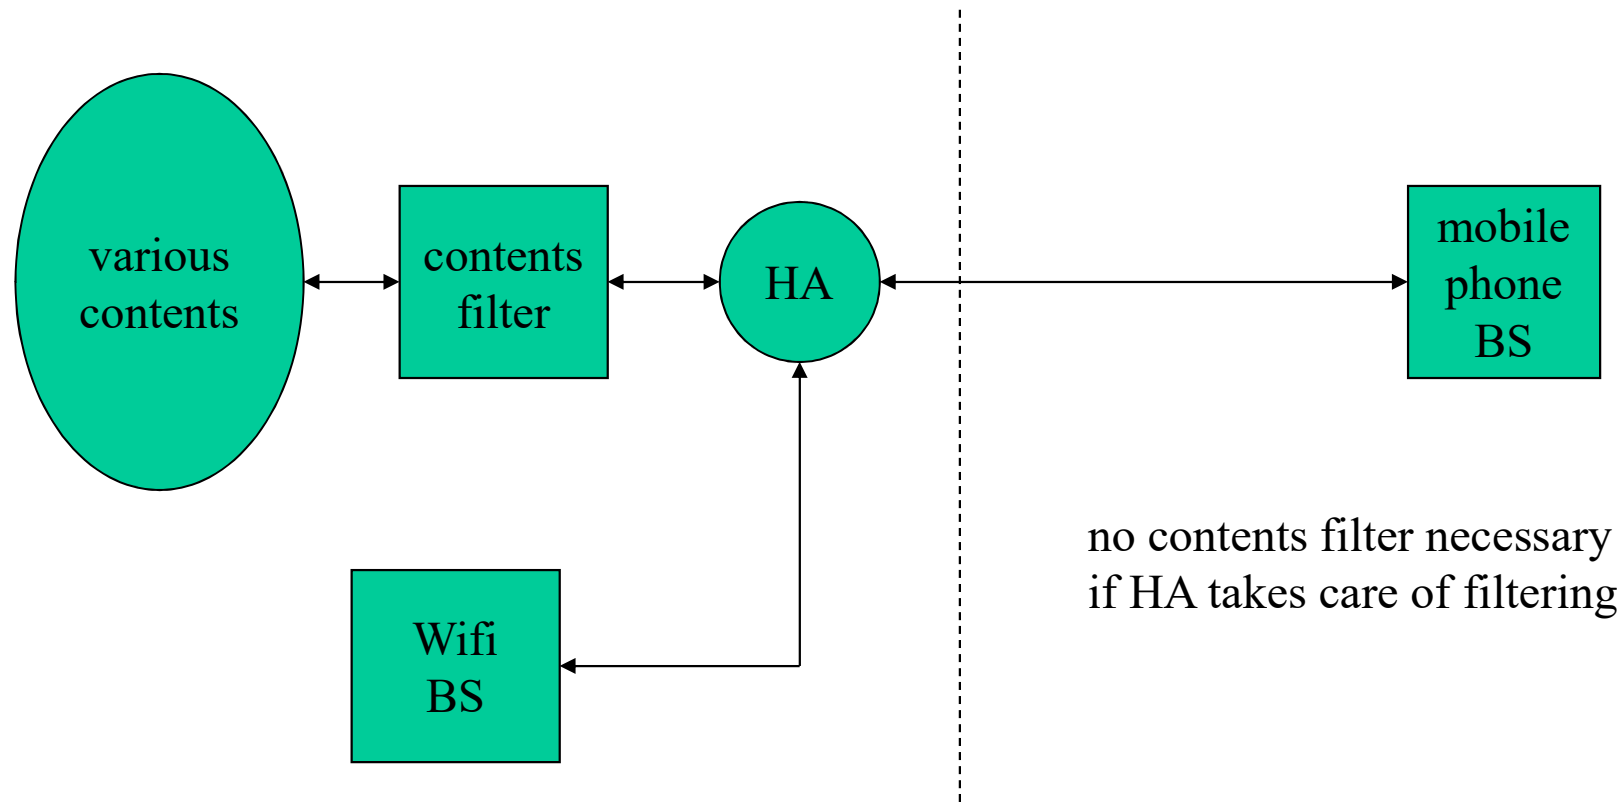 various
contents
contents
filter
HA
mobile
phone
BS
no contents filter necessary
if HA takes care of filtering
Wifi
BS